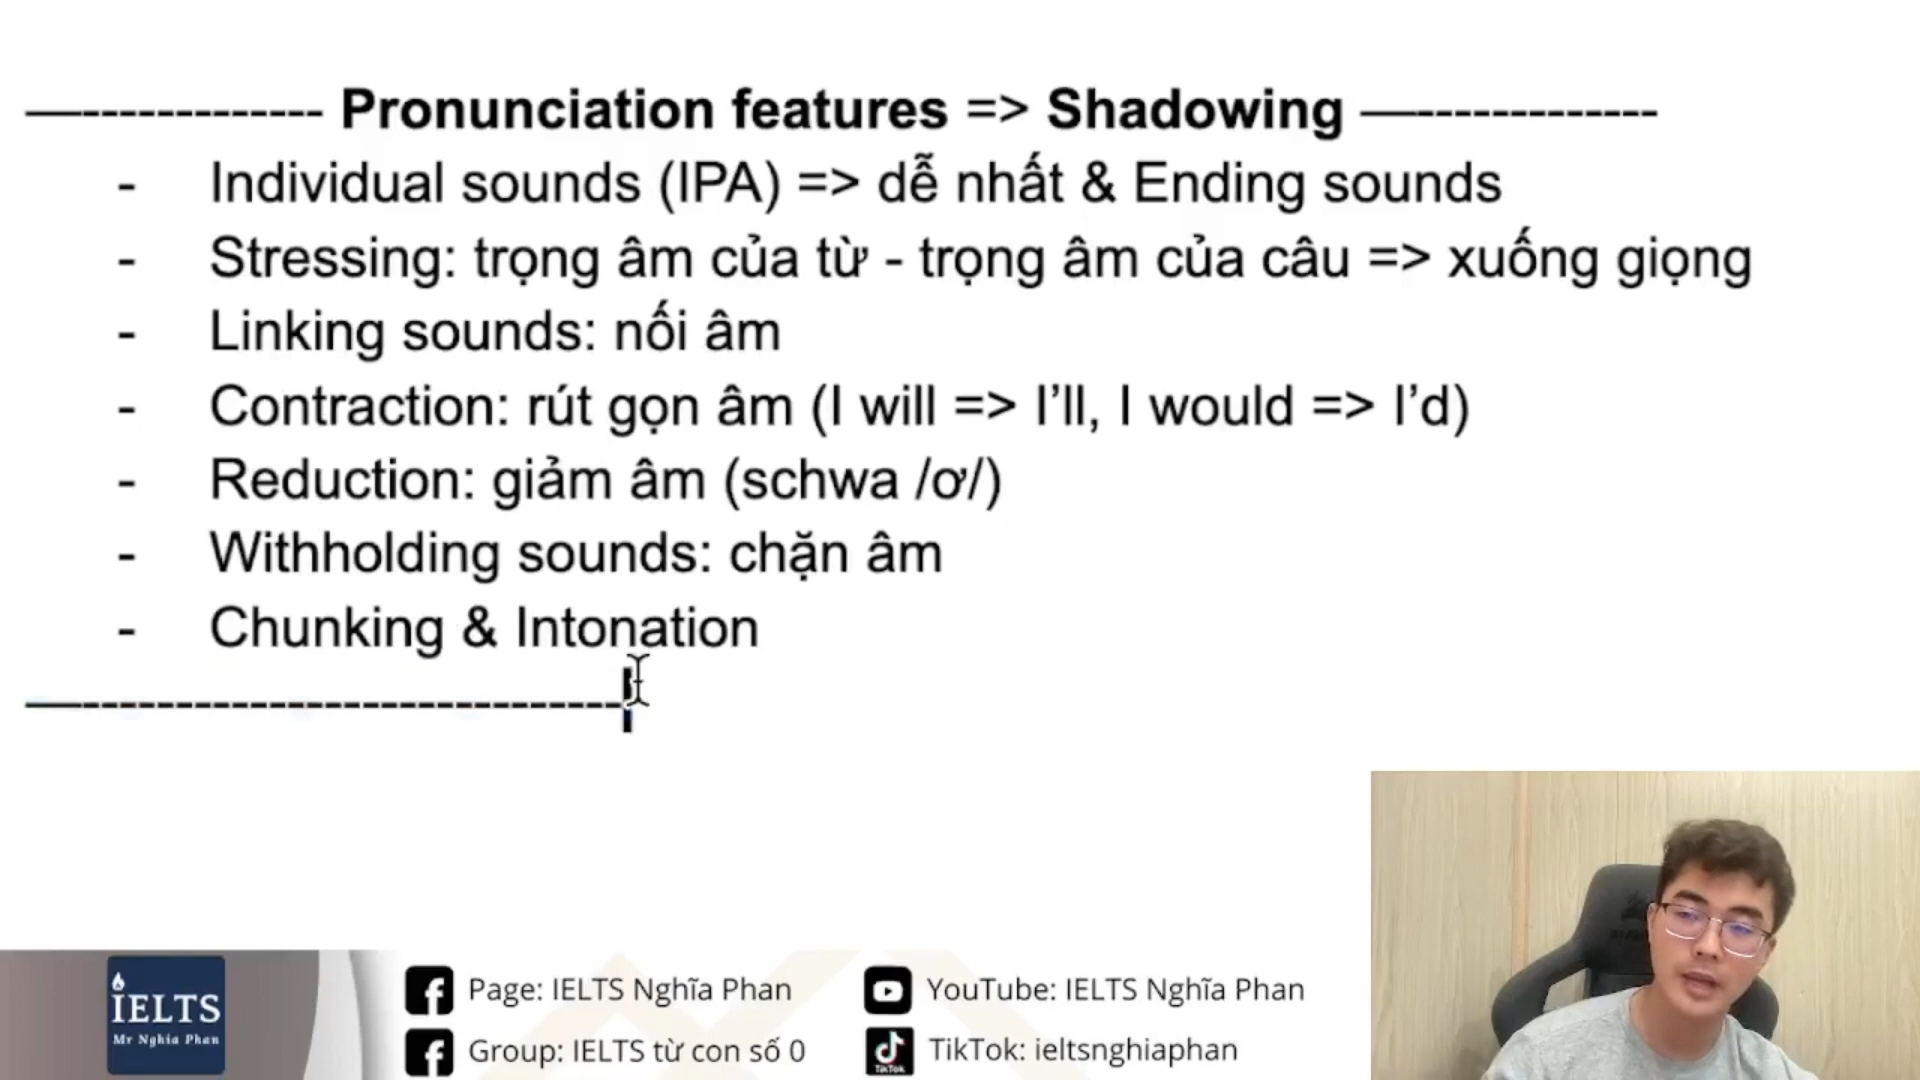 —------------- Pronunciation features => Shadowing —-------------
- Individual sounds (IPA) => dễ nhất & Ending sounds
- Stressing: trọng âm của từ - trọng âm của câu => xuống giọng
- Linking sounds: nối âm
- Contraction: rút gọn âm (I will => I’ll, I would => I’d)
- Reduction: giảm âm (schwa /ơ/)
- Withholding sounds: chặn âm
- Chunking & Intonation
—-----------------------------
IELTS
Mr Nghia Phan
Page: IELTS Nghĩa Phan
Group: IELTS từ con số 0
YouTube: IELTS Nghĩa Phan
TikTok
TikTok: ieltsnghiaphan